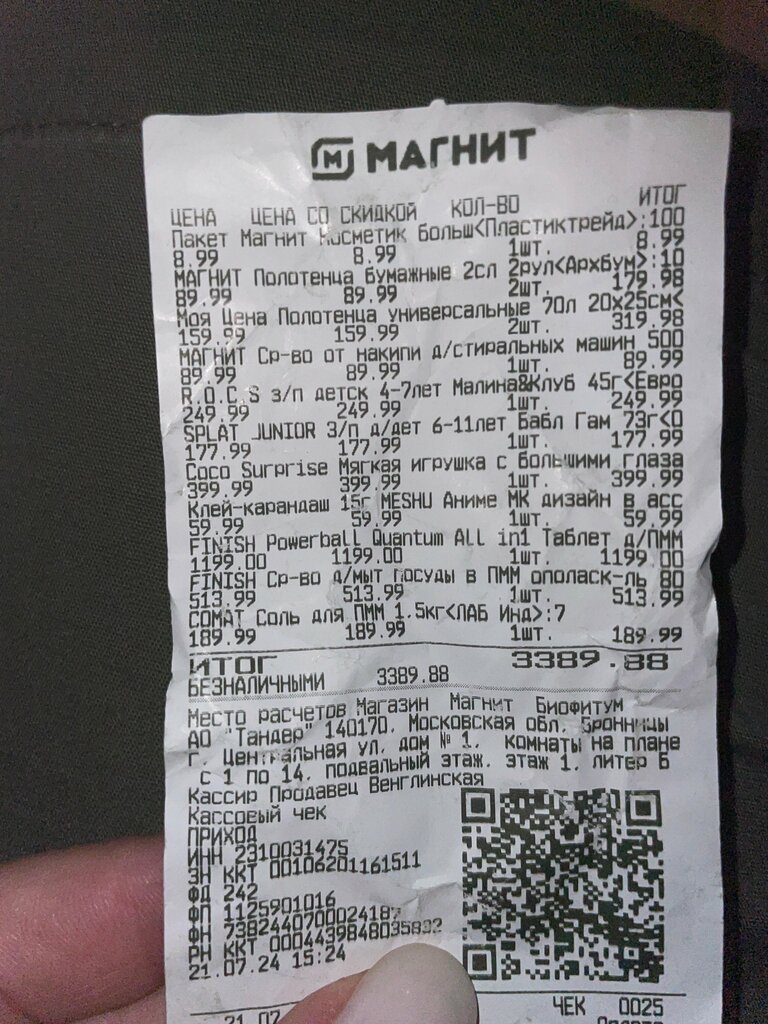 МАГНИТ
ЦЕНА ЦЕНА СО СКИДКОЙ КОЛ-ВО ИТОГ
Пакет Магнит Косметик Больш<Пластиктрейд>:100
8.99 8.99 1шт. 8.99
МАГНИТ Полотенца бумажные 2сл 2рул<Архбум>:10
89.99 89.99 2шт. 179.98
Моя Цена Полотенца универсальные 70л 20х25см<
159.99 159.99 2шт. 319.98
МАГНИТ Ср-во от накипи д/стиральных машин 500
89.99 89.99 1шт. 89.99
R.O.C.S з/п детск 4-7лет Малина&Клуб 45г<Евро
249.99 249.99 1шт. 249.99
SPLAT JUNIOR З/п д/дет 6-11лет Бабл Гам 73г<О
177.99 177.99 1шт. 177.99
Coco Surprise Мягкая игрушка с большими глаза
399.99 399.99 1шт. 399.99
Клей-карандаш 15г MESHU Аниме МК дизайн в асс
59.99 59.99 1шт. 59.99
FINISH Powerball Quantum ALL in1 Таблет д/ПММ
1199.00 1199.00 1шт. 1199.00
FINISH Ср-во д/мыт посуды в ПММ ополаск-ль 80
513.99 513.99 1шт. 513.99
СОМАТ Соль для ПММ 1.5кг<ЛАБ Инд>:7
189.99 189.99 1шт. 189.99
ИТОГ 3389.88
БЕЗНАЛИЧНЫМИ 3389.88
Место расчетов Магазин Магнит Биофитум
АО "Тандер" 140170, Московская обл, Бронницы
г, Центральная ул, дом № 1, комнаты на плане
с 1 по 14, подвальный этаж, этаж 1, литер Б
Кассир Продавец Венглинская
Кассовый чек
ПРИХОД
ИНН 2310031475
ЗН ККТ 00106201161511
ФД 242
ФП 1125901016
ФН
РН ККТ
21.07.24 15:24
ЧЕК 0025
21.07